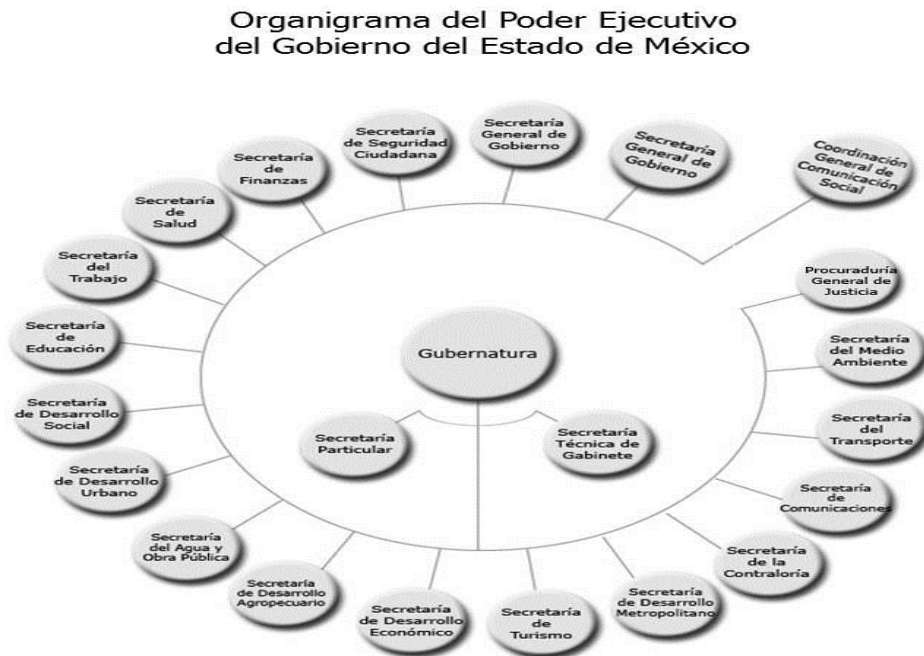 Organigrama del Poder Ejecutivo
del Gobierno del Estado de México
Secretaría
General de
Gobierno
Secretaría
General de
Gobierno
Coordinación
General de
Comunicación
Social
Procuraduría
General de
Justicia
Secretaría
del Medio
Ambiente
Secretaría
del
Transporte
Secretaría
de
Comunicaciones
Secretaría
de la
Contraloría
Secretaría
de Desarrollo
Metropolitano
Secretaría
de
Turismo
Secretaría
de Desarrollo
Económico
Secretaria
de Desarrollo
Agropecuario
Secretaría
del Agua y
Obra Pública
Secretaría
de Desarrollo
Urbano
Secretaría
de Desarrollo
Social
Secretaría
de
Educación
Secretaría
del
Trabajo
Secretaría
de
Salud
Secretaría
de
Finanzas
Secretaría
de Seguridad
Ciudadana
Gubernatura
Secretaría
Particular
Secretaría
Técnica de
Gabinete